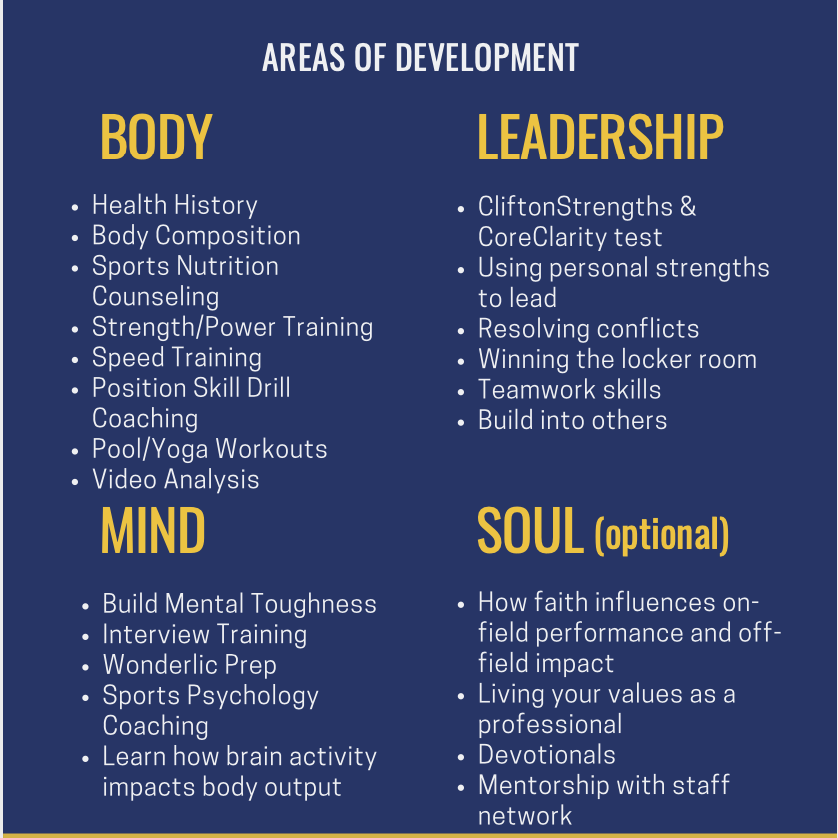 AREAS OF DEVELOPMENT
BODY
• Health History
• Body Composition
• Sports Nutrition
Counseling
• Strength/Power Training
• Speed Training
• Position Skill Drill
Coaching
• Pool/Yoga Workouts
• Video Analysis
LEADERSHIP
• CliftonStrengths &
CoreClarity test
• Using personal strengths
to lead
• Resolving conflicts
• Winning the locker room
• Teamwork skills
• Build into others
MIND
• Build Mental Toughness
• Interview Training
• Wonderlic Prep
• Sports Psychology
Coaching
• Learn how brain activity
impacts body output
SOUL (optional)
• How faith influences on-
field performance and off-
field impact
• Living your values as a
professional
• Devotionals
• Mentorship with staff
network